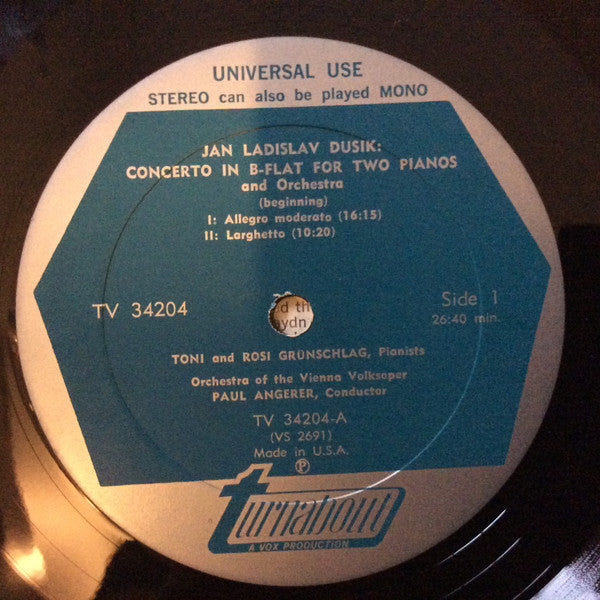 UNIVERSAL USE
STEREO can also be played MONO
JAN LADISLAV DUSIK:
CONCERTO IN B-FLAT FOR TWO PIANOS
and Orchestra
(beginning)
I: Allegro moderato (16:15)
II: Larghetto (10:20)
TV 34204
Side 1
26:40 min.
TONI and ROSI GRÜNSCHLAG, Pianists
Orchestra of the Vienna Volksoper
PAUL ANGERER, Conductor
TV 34204-A
(VS 2691)
Made in U.S.A.
℗
turnabout
A VOX PRODUCTION